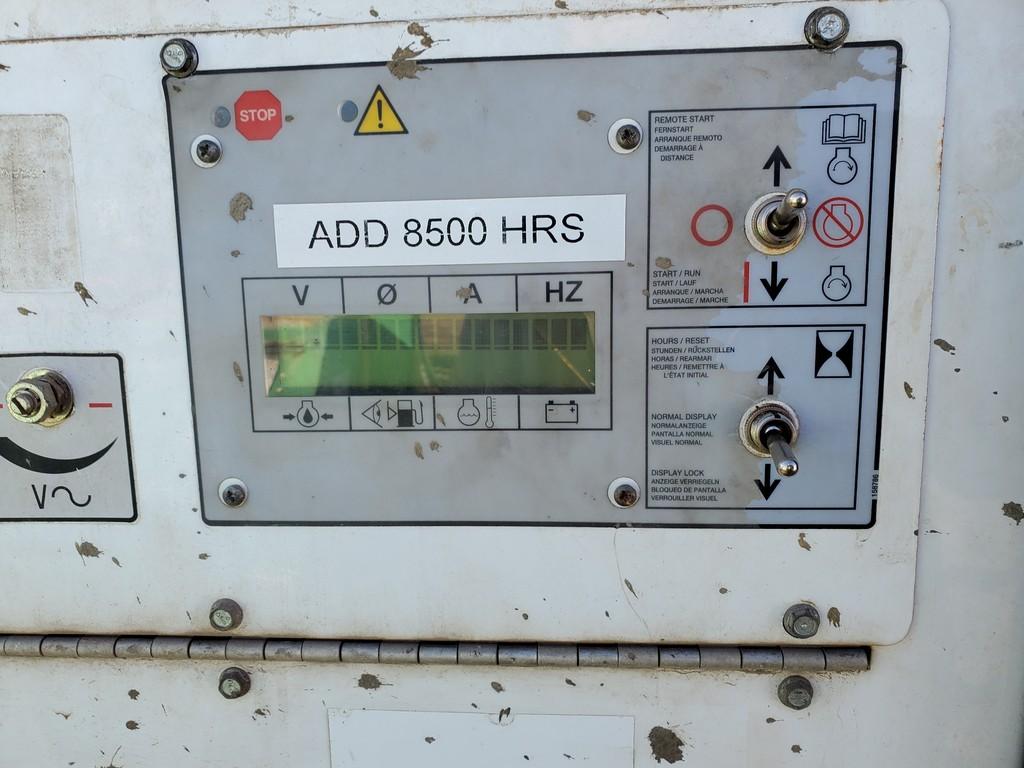 STOP
!
ADD 8500 HRS
V Ø A HZ
REMOTE START
FERNSTART
ARRANQUE REMOTO
DEMARRAGE À
DISTANCE
START / RUN
START / LAUF
ARRANQUE / MARCHA
DEMARRAGE / MARCHE
HOURS / RESET
STUNDEN / RÜCKSTELLEN
HORAS / REARMAR
HEURES / REMETTRE À
L'ÉTAT INITIAL
NORMAL DISPLAY
NORMALANZEIGE
PANTALLA NORMAL
VISUEL NORMAL
DISPLAY LOCK
ANZEIGE VERRIEGELN
BLOQUEO DE PANTALLA
VERROUILLER VISUEL
158786
V